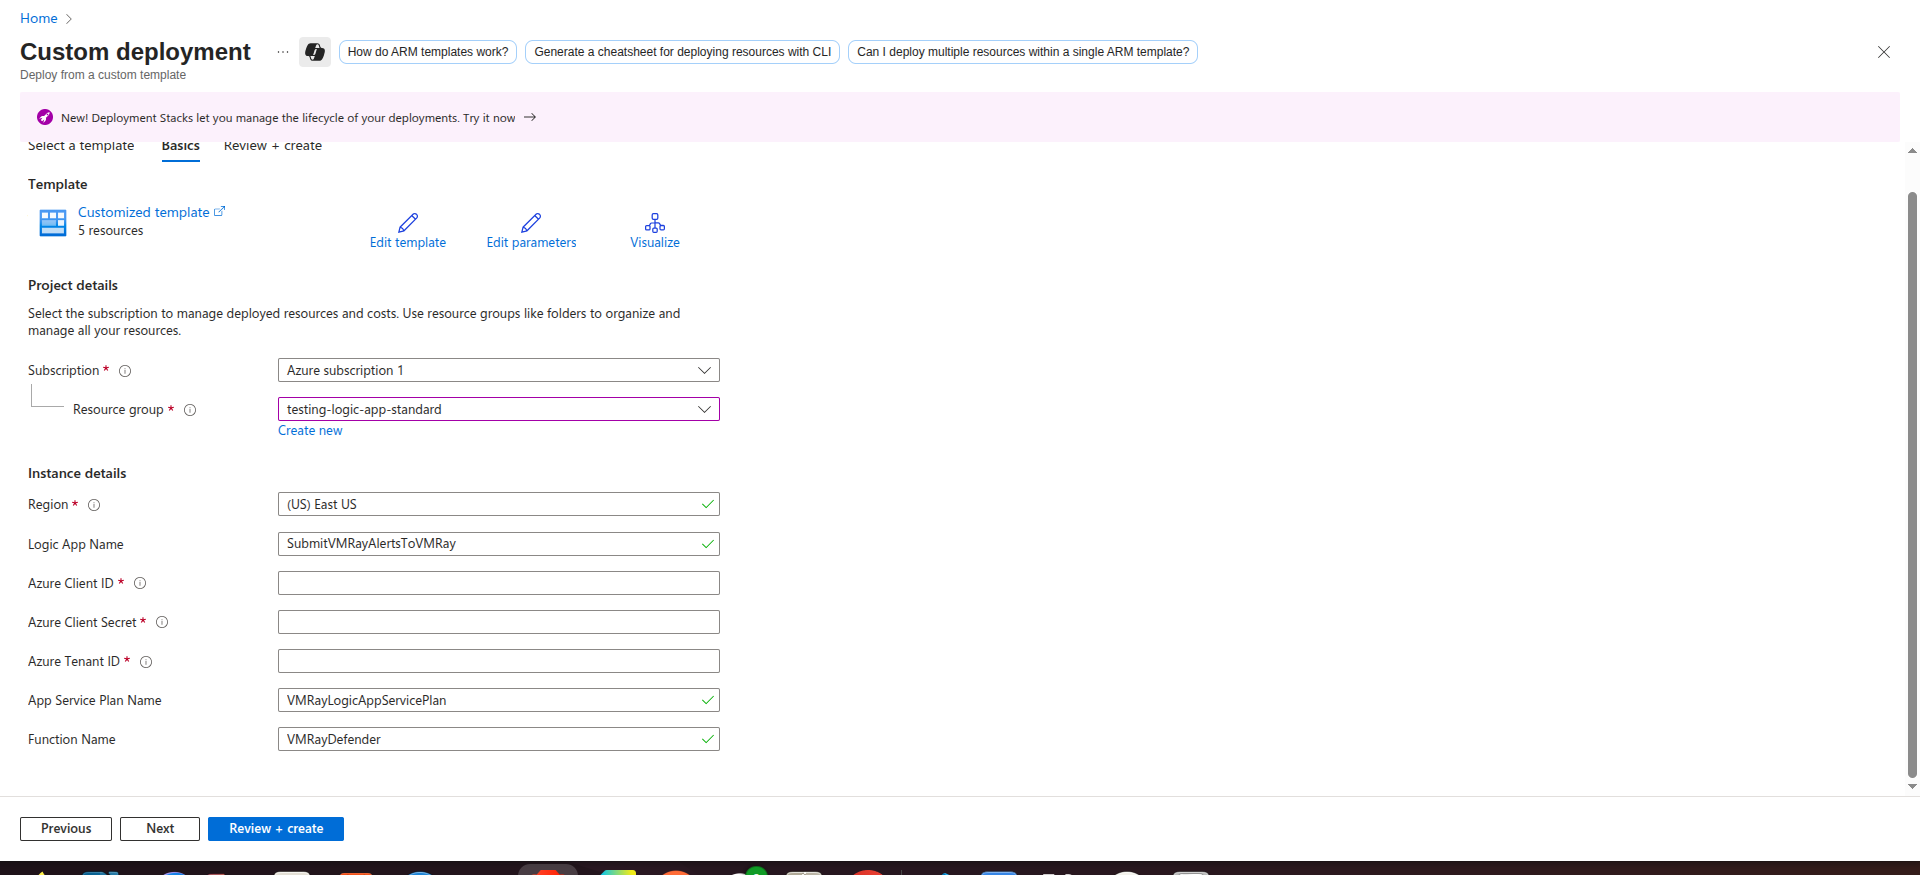 Home
Custom deployment
How do ARM templates work?
Generate a cheatsheet for deploying resources with CLI
Can I deploy multiple resources within a single ARM template?
Deploy from a custom template
New! Deployment Stacks let you manage the lifecycle of your deployments. Try it now
Select a template Basics Review + create
Template
Customized template
5 resources
Edit template
Edit parameters
Visualize
Project details
Select the subscription to manage deployed resources and costs. Use resource groups like folders to organize and
manage all your resources.
Subscription *
Azure subscription 1
Resource group *
testing-logic-app-standard
Create new
Instance details
Region *
(US) East US
Logic App Name
SubmitVMRayAlertsToVMRay
Azure Client ID *
Azure Client Secret *
Azure Tenant ID *
App Service Plan Name
VMRayLogicAppServicePlan
Function Name
VMRayDefender
Previous
Next
Review + create